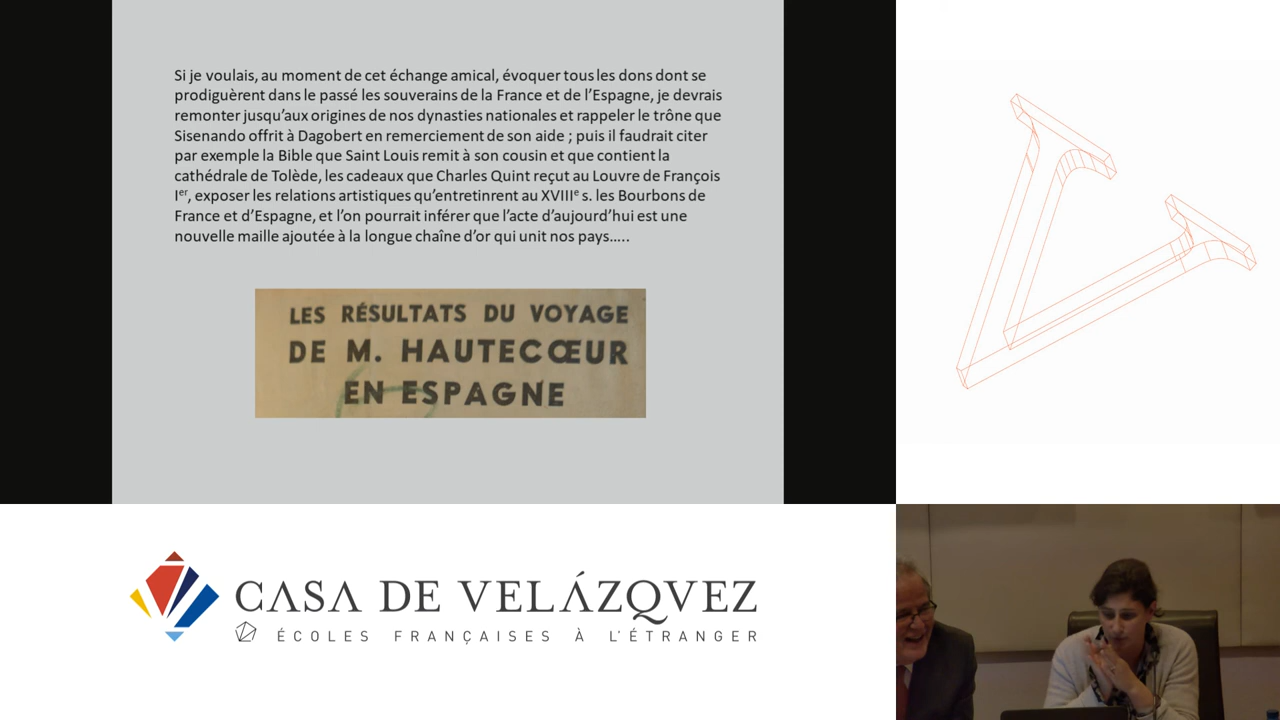 Si je voulais, au moment de cet échange amical, évoquer tous les dons dont se
prodiguèrent dans le passé les souverains de la France et de l’Espagne, je devrais
remonter jusqu’aux origines de nos dynasties nationales et rappeler le trône que
Sisenando offrit à Dagobert en remerciement de son aide ; puis il faudrait citer
par exemple la Bible que Saint Louis remit à son cousin et que contient la
cathédrale de Tolède, les cadeaux que Charles Quint reçut au Louvre de François
Iᵉʳ, exposer les relations artistiques qu’entretinrent au XVIIIᵉ s. les Bourbons de
France et d’Espagne, et l’on pourrait inférer que l’acte d’aujourd’hui est une
nouvelle maille ajoutée à la longue chaîne d’or qui unit nos pays…..
LES RÉSULTATS DU VOYAGE
DE M. HAUTECŒUR
EN ESPAGNE
CASA DE VELÁZQVEZ
ÉCOLES FRANÇAISES À L'ÉTRANGER